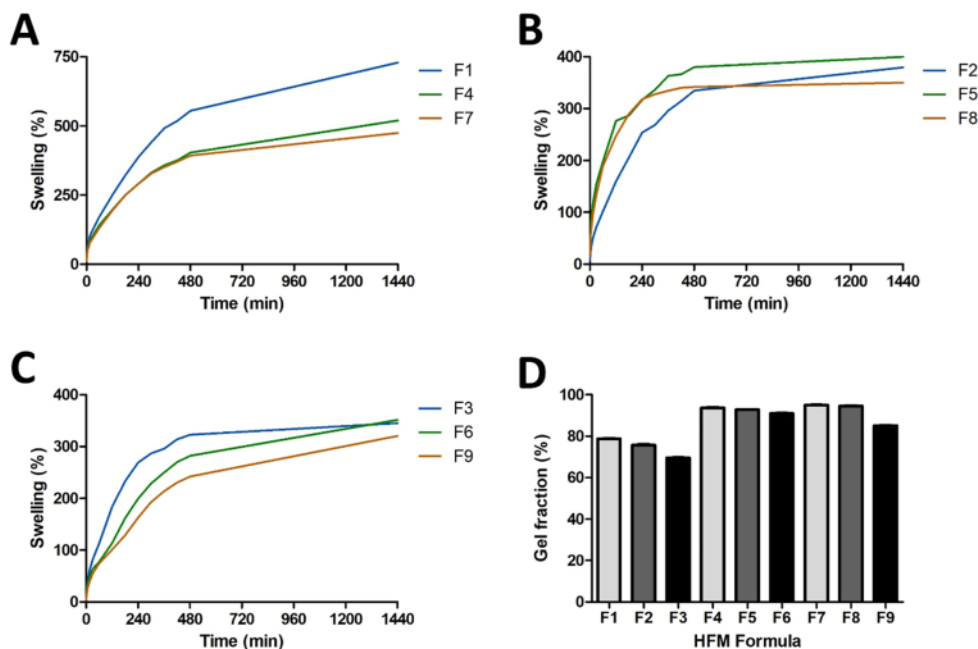 A
750
500
250
0
Swelling (%)
0 240 480 720 960 1200 1440
Time (min)
F1
F4
F7
B
400
300
200
100
0
Swelling (%)
0 240 480 720 960 1200 1440
Time (min)
F2
F5
F8
C
400
300
200
100
0
Swelling (%)
0 240 480 720 960 1200 1440
Time (min)
F3
F6
F9
D
100
80
60
40
20
0
Gel fraction (%)
F1 F2 F3 F4 F5 F6 F7 F8 F9
HFM Formula